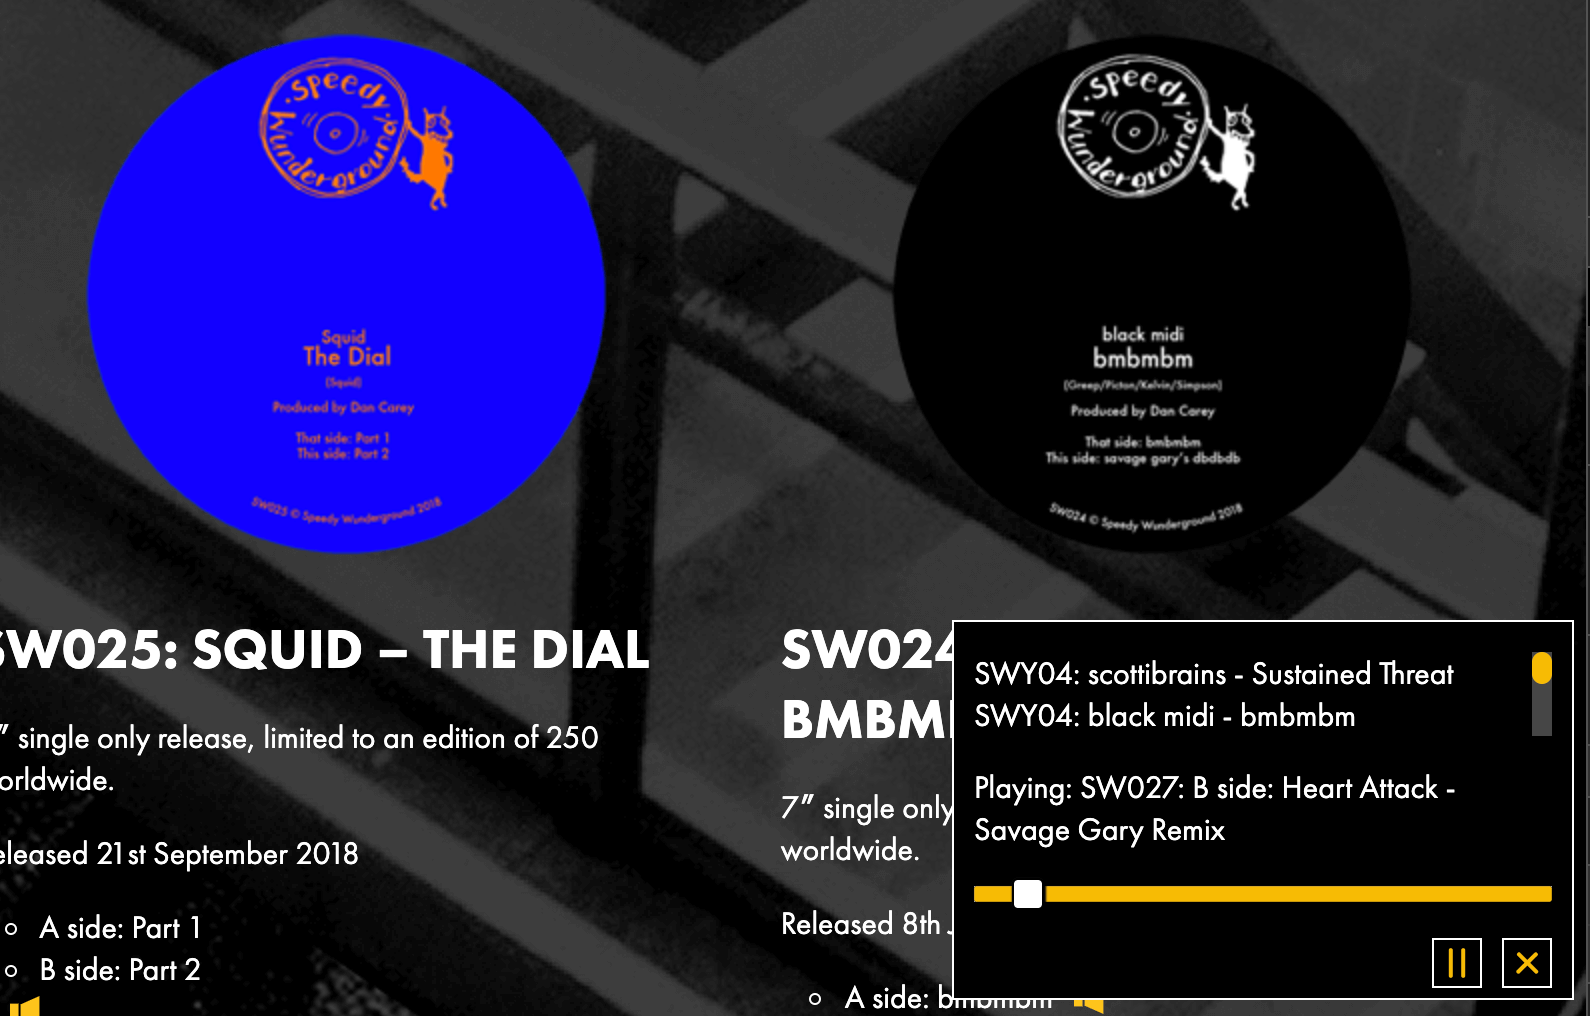 Speedy Wunderground
Squid
The Dial
(Squid)
Produced by Dan Carey
That side: Part 1
This side: Part 2
SW025 © Speedy Wunderground 2018
Speedy Wunderground
black midi
bmbmbm
(Greep/Picton/Kelvin/Simpson)
Produced by Dan Carey
That side: bmbmbm
This side: savage gary's dbdbdb
SW024 © Speedy Wunderground 2018
SW025: SQUID – THE DIAL
” single only release, limited to an edition of 250
orldwide.
eleased 21st September 2018
A side: Part 1
B side: Part 2
SW024
BMBM
7” single only
worldwide.
Released 8th
A side: bmbmbm
SWY04: scottibrains - Sustained Threat
SWY04: black midi - bmbmbm
Playing: SW027: B side: Heart Attack -
Savage Gary Remix